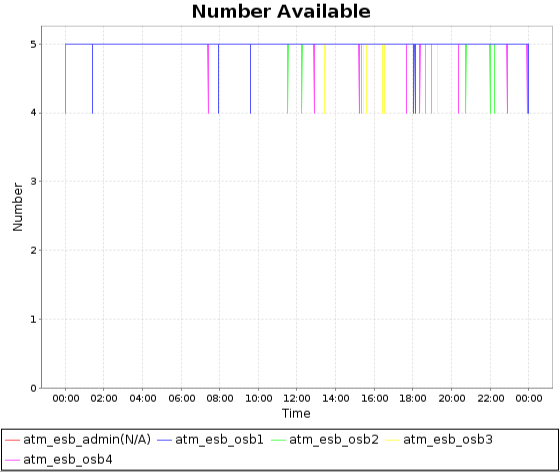 Number Available
5
4
3
2
1
0
Number
00:00 02:00 04:00 06:00 08:00 10:00 12:00 14:00 16:00 18:00 20:00 22:00 00:00
Time
atm_esb_admin(N/A) atm_esb_osb1 atm_esb_osb2 atm_esb_osb3
atm_esb_osb4